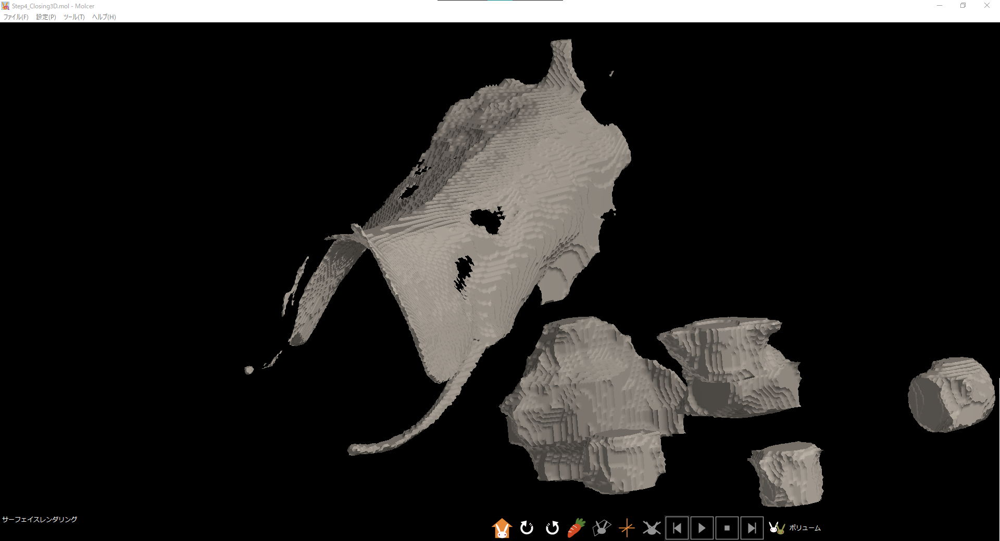 Step4_Closing3D.mol - Molcer
ファイル(F) 設定(P) ツール(T) ヘルプ(H)
サーフェイスレンダリング
ボリューム